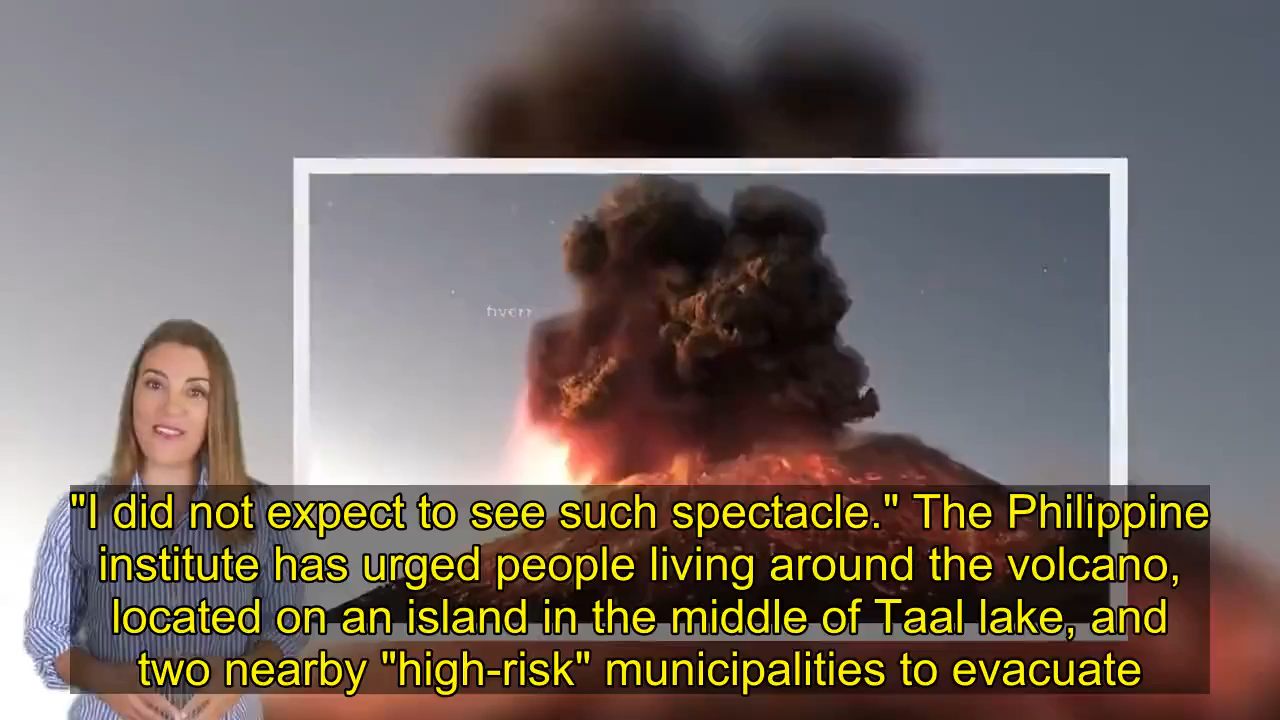 fiverr
"I did not expect to see such spectacle." The Philippine
institute has urged people living around the volcano,
located on an island in the middle of Taal lake, and
two nearby "high-risk" municipalities to evacuate